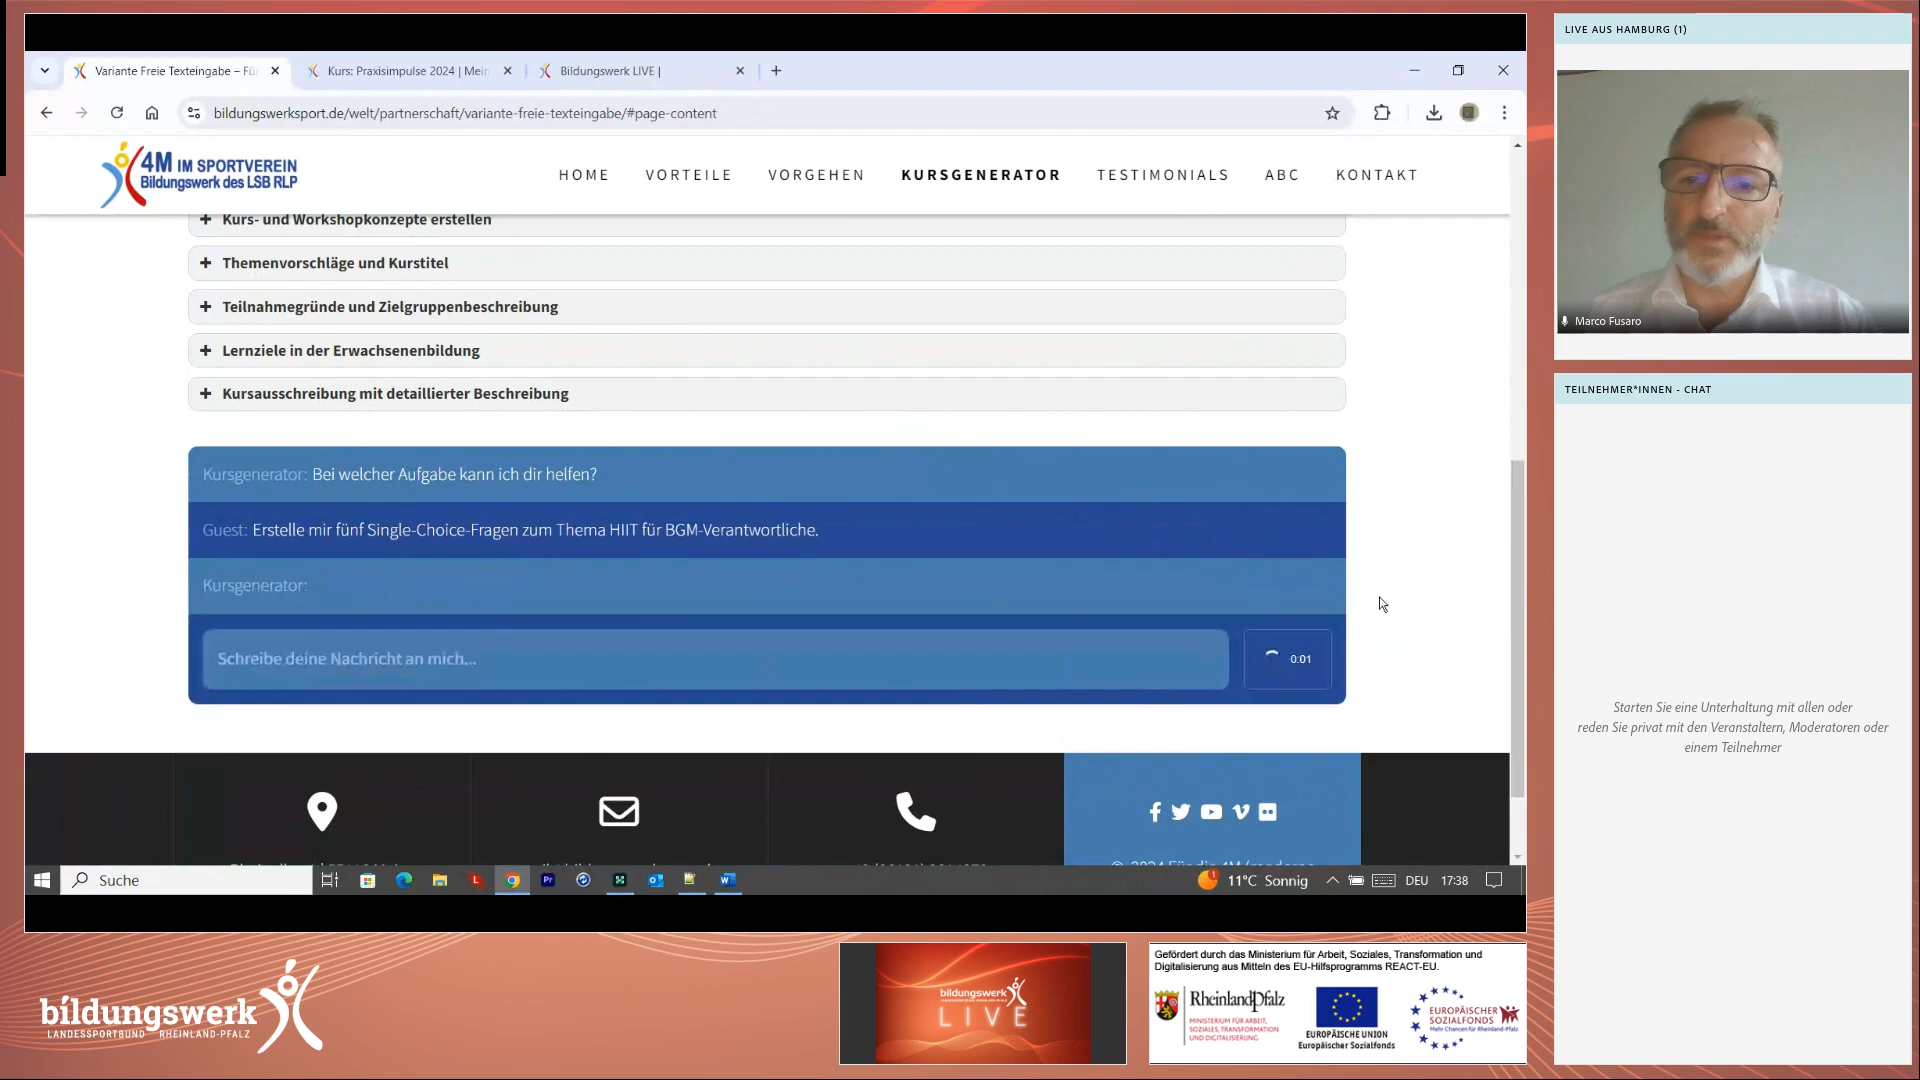 Variante Freie Texteingabe – Fü
Kurs: Praxisimpulse 2024 | Mein
Bildungswerk LIVE |
bildungswerksport.de/welt/partnerschaft/variante-freie-texteingabe/#page-content
4M IM SPORTVEREIN
Bildungswerk des LSB RLP
HOME
VORTEILE
VORGEHEN
KURSGENERATOR
TESTIMONIALS
ABC
KONTAKT
Kurs- und Workshopkonzepte erstellen
Themenvorschläge und Kurstitel
Teilnahmegründe und Zielgruppenbeschreibung
Lernziele in der Erwachsenenbildung
Kursausschreibung mit detaillierter Beschreibung
Kursgenerator: Bei welcher Aufgabe kann ich dir helfen?
Guest: Erstelle mir fünf Single-Choice-Fragen zum Thema HIIT für BGM-Verantwortliche.
Kursgenerator:
Schreibe deine Nachricht an mich...
0:01
Suche
11°C Sonnig
DEU
17:38
LIVE AUS HAMBURG (1)
Marco Fusaro
TEILNEHMER*INNEN - CHAT
Starten Sie eine Unterhaltung mit allen oder
reden Sie privat mit den Veranstaltern, Moderatoren oder
einem Teilnehmer
bildungswerk
LANDESSPORTBUND RHEINLAND-PFALZ
bildungswerk
LIVE
Gefördert durch das Ministerium für Arbeit, Soziales, Transformation und
Digitalisierung aus Mitteln des EU-Hilfsprogramms REACT-EU.
RheinlandPfalz
MINISTERIUM FÜR ARBEIT,
SOZIALES, TRANSFORMATION
UND DIGITALISIERUNG
EUROPÄISCHE UNION
Europäischer Sozialfonds
EUROPÄISCHER
SOZIALFONDS
Mehr Chancen für Rheinland-Pfalz